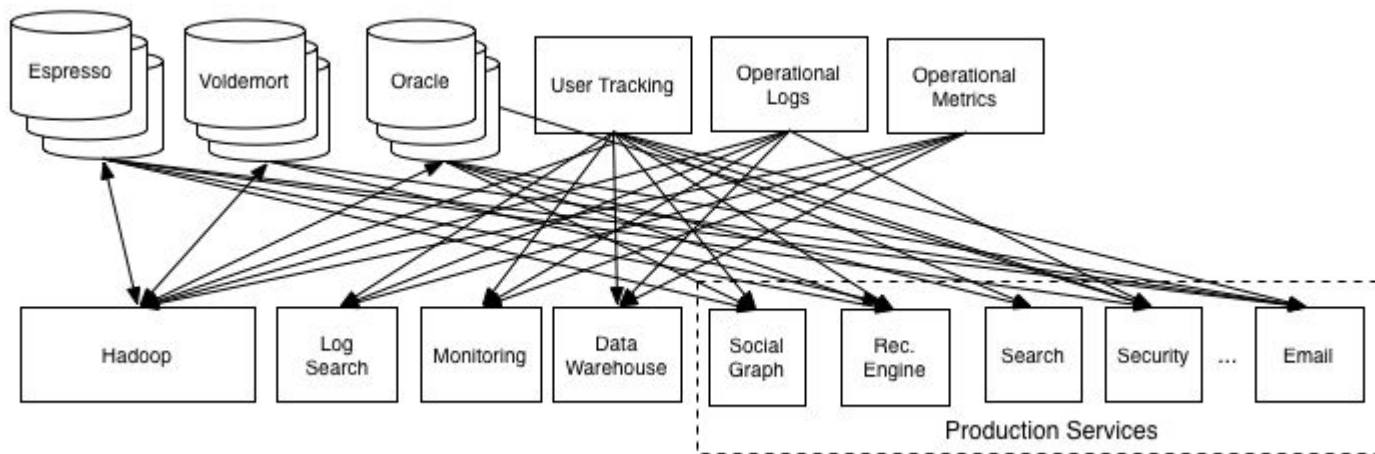 Espresso
Voldemort
Oracle
User Tracking
Operational
Logs
Operational
Metrics
Hadoop
Log
Search
Monitoring
Data
Warehouse
Social
Graph
Rec.
Engine
Search
Security
...
Email
Production Services